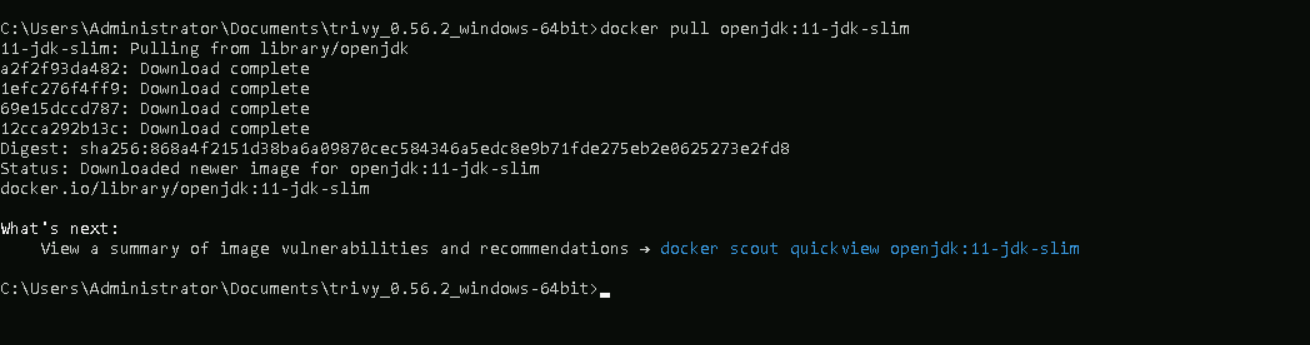 C:\Users\Administrator\Documents\trivy_0.56.2_windows-64bit>docker pull openjdk:11-jdk-slim
11-jdk-slim: Pulling from library/openjdk
a2f2f93da482: Download complete
1efc276f4ff9: Download complete
69e15dccd787: Download complete
12cca292b13c: Download complete
Digest: sha256:868a4f2151d38ba6a09870cec584346a5edc8e9b71fde275eb2e0625273e2fd8
Status: Downloaded newer image for openjdk:11-jdk-slim
docker.io/library/openjdk:11-jdk-slim
What's next:
View a summary of image vulnerabilities and recommendations → docker scout quickview openjdk:11-jdk-slim
C:\Users\Administrator\Documents\trivy_0.56.2_windows-64bit>